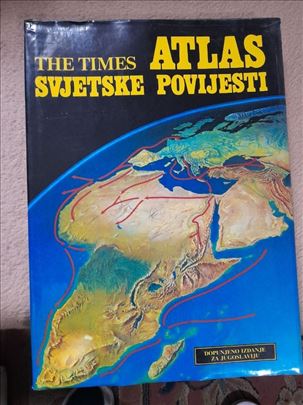 THE TIMES ATLAS
SVJETSKE POVIJESTI
DOPUNJENO IZDANJE
ZA JUGOSLAVIJU